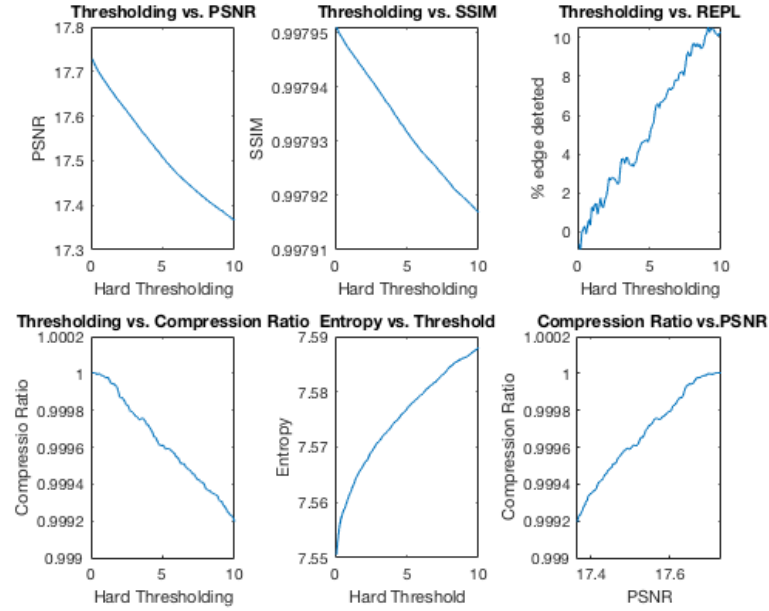 Thresholding vs. PSNR
17.8
17.7
17.6
17.5
17.4
17.3
PSNR
0 5 10
Hard Thresholding
Thresholding vs. SSIM
0.99795
0.99794
0.99793
0.99792
0.99791
SSIM
0 5 10
Hard Thresholding
Thresholding vs. REPL
10
8
6
4
2
0
% edge deteted
0 5 10
Hard Thresholding
Thresholding vs. Compression Ratio
1.0002
1
0.9998
0.9996
0.9994
0.9992
0.999
Compressio Ratio
0 5 10
Hard Thresholding
Entropy vs. Threshold
7.59
7.58
7.57
7.56
7.55
Entropy
0 5 10
Hard Threshold
Compression Ratio vs.PSNR
1.0002
1
0.9998
0.9996
0.9994
0.9992
0.999
Compression Ratio
17.4 17.6
PSNR